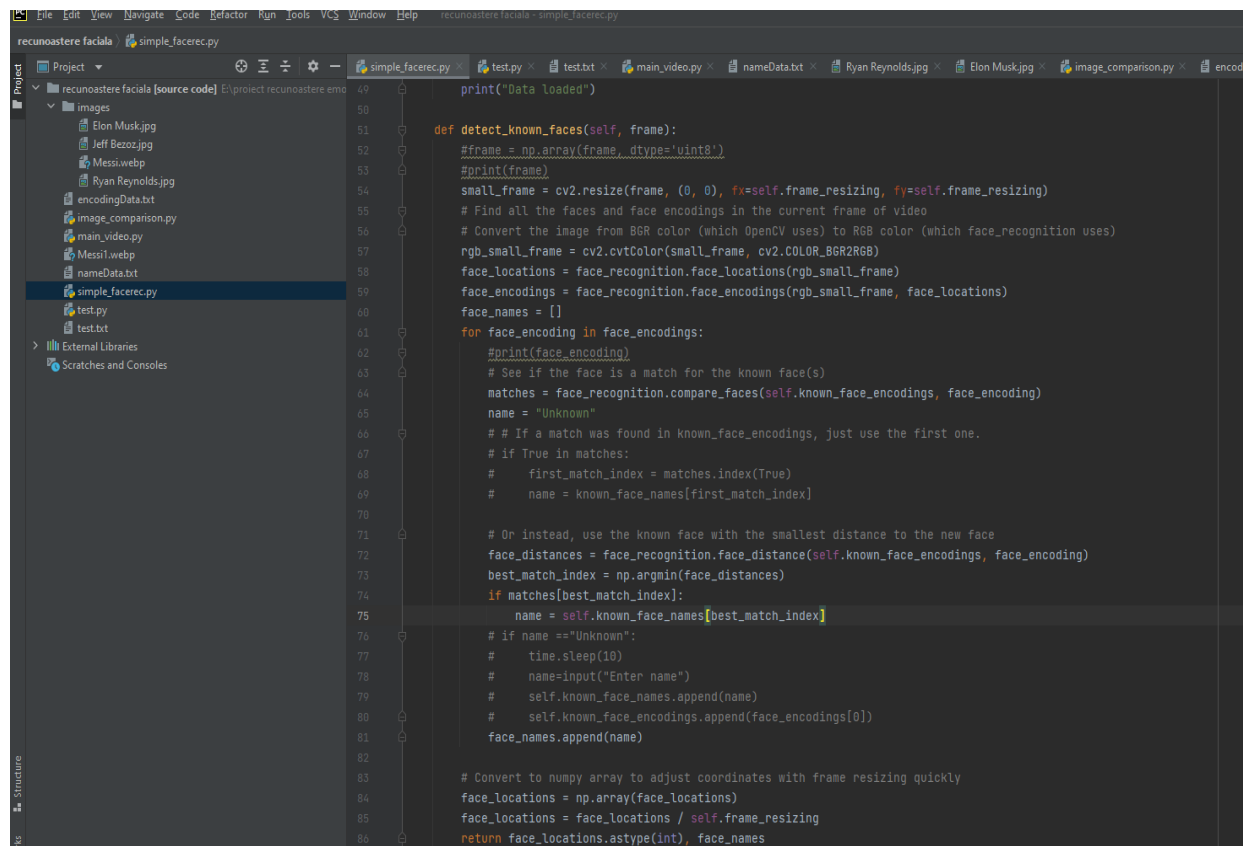 File Edit View Navigate Code Refactor Run Tools VCS Window Help recunoastere faciala - simple_facerec.py
recunoastere faciala simple_facerec.py
Project simple_facerec.py test.py test.txt main_video.py nameData.txt Ryan Reynolds.jpg Elon Musk.jpg image_comparison.py encod
Project
recunoastere faciala [source code] E:\proiect recunoastere emo
images
Elon Musk.jpg
Jeff Bezoz.jpg
Messi.webp
Ryan Reynolds.jpg
encodingData.txt
image_comparison.py
main_video.py
Messi1.webp
nameData.txt
simple_facerec.py
test.py
test.txt
External Libraries
Scratches and Consoles
Structure
rks
49 print("Data loaded")
50
51 def detect_known_faces(self, frame):
52 #frame = np.array(frame, dtype='uint8')
53 #print(frame)
54 small_frame = cv2.resize(frame, (0, 0), fx=self.frame_resizing, fy=self.frame_resizing)
55 # Find all the faces and face encodings in the current frame of video
56 # Convert the image from BGR color (which OpenCV uses) to RGB color (which face_recognition uses)
57 rgb_small_frame = cv2.cvtColor(small_frame, cv2.COLOR_BGR2RGB)
58 face_locations = face_recognition.face_locations(rgb_small_frame)
59 face_encodings = face_recognition.face_encodings(rgb_small_frame, face_locations)
60 face_names = []
61 for face_encoding in face_encodings:
62 #print(face_encoding)
63 # See if the face is a match for the known face(s)
64 matches = face_recognition.compare_faces(self.known_face_encodings, face_encoding)
65 name = "Unknown"
66 # # If a match was found in known_face_encodings, just use the first one.
67 # if True in matches:
68 # first_match_index = matches.index(True)
69 # name = known_face_names[first_match_index]
70
71 # Or instead, use the known face with the smallest distance to the new face
72 face_distances = face_recognition.face_distance(self.known_face_encodings, face_encoding)
73 best_match_index = np.argmin(face_distances)
74 if matches[best_match_index]:
75 name = self.known_face_names[best_match_index]
76 # if name =="Unknown":
77 # time.sleep(10)
78 # name=input("Enter name")
79 # self.known_face_names.append(name)
80 # self.known_face_encodings.append(face_encodings[0])
81 face_names.append(name)
82
83 # Convert to numpy array to adjust coordinates with frame resizing quickly
84 face_locations = np.array(face_locations)
85 face_locations = face_locations / self.frame_resizing
86 return face_locations.astype(int), face_names